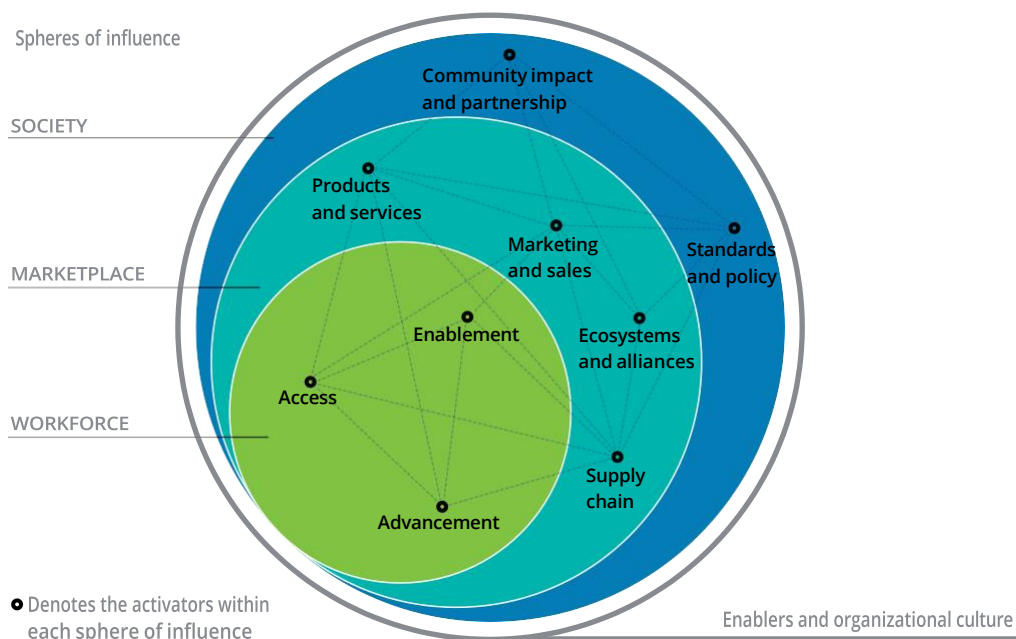 Spheres of influence
SOCIETY
MARKETPLACE
WORKFORCE
Community impact
and partnership
Products
and services
Marketing
and sales
Standards
and policy
Enablement
Ecosystems
and alliances
Access
Supply
chain
Advancement
Denotes the activators within
each sphere of influence
Enablers and organizational culture